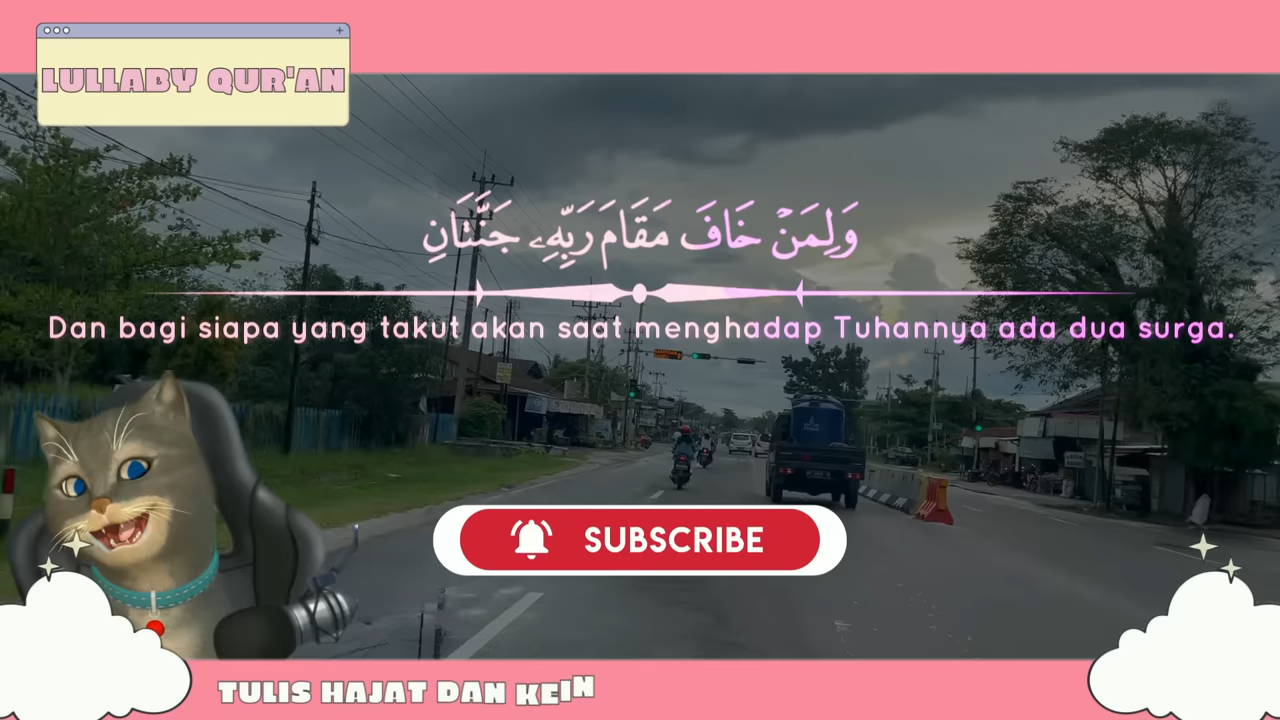 LULLABY QUR'AN
وَلِمَنْ خَافَ مَقَامَ رَبِّهِۦ جَنَّتَانِ
Dan bagi siapa yang takut akan saat menghadap Tuhannya ada dua surga.
SUBSCRIBE
TULIS HAJAT DAN KEIN